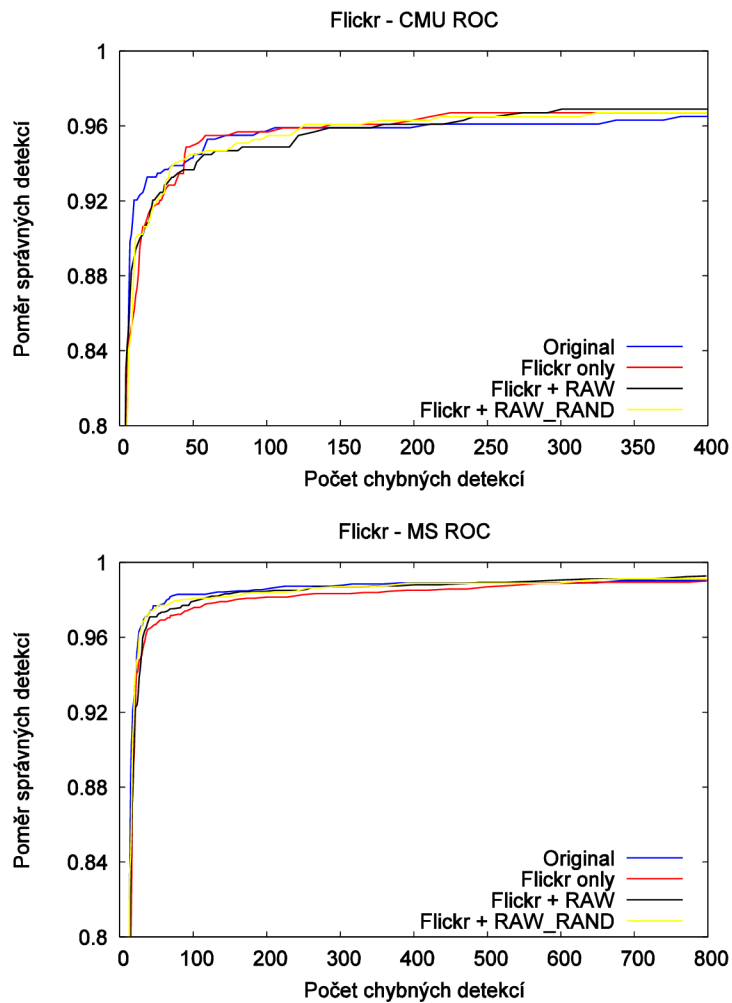 Flickr - CMU ROC
1
0.96
0.92
0.88
0.84
0.8
Poměr správných detekcí
Original
Flickr only
Flickr + RAW
Flickr + RAW_RAND
0 50 100 150 200 250 300 350 400
Počet chybných detekcí
Flickr - MS ROC
1
0.96
0.92
0.88
0.84
0.8
Poměr správných detekcí
Original
Flickr only
Flickr + RAW
Flickr + RAW_RAND
0 100 200 300 400 500 600 700 800
Počet chybných detekcí